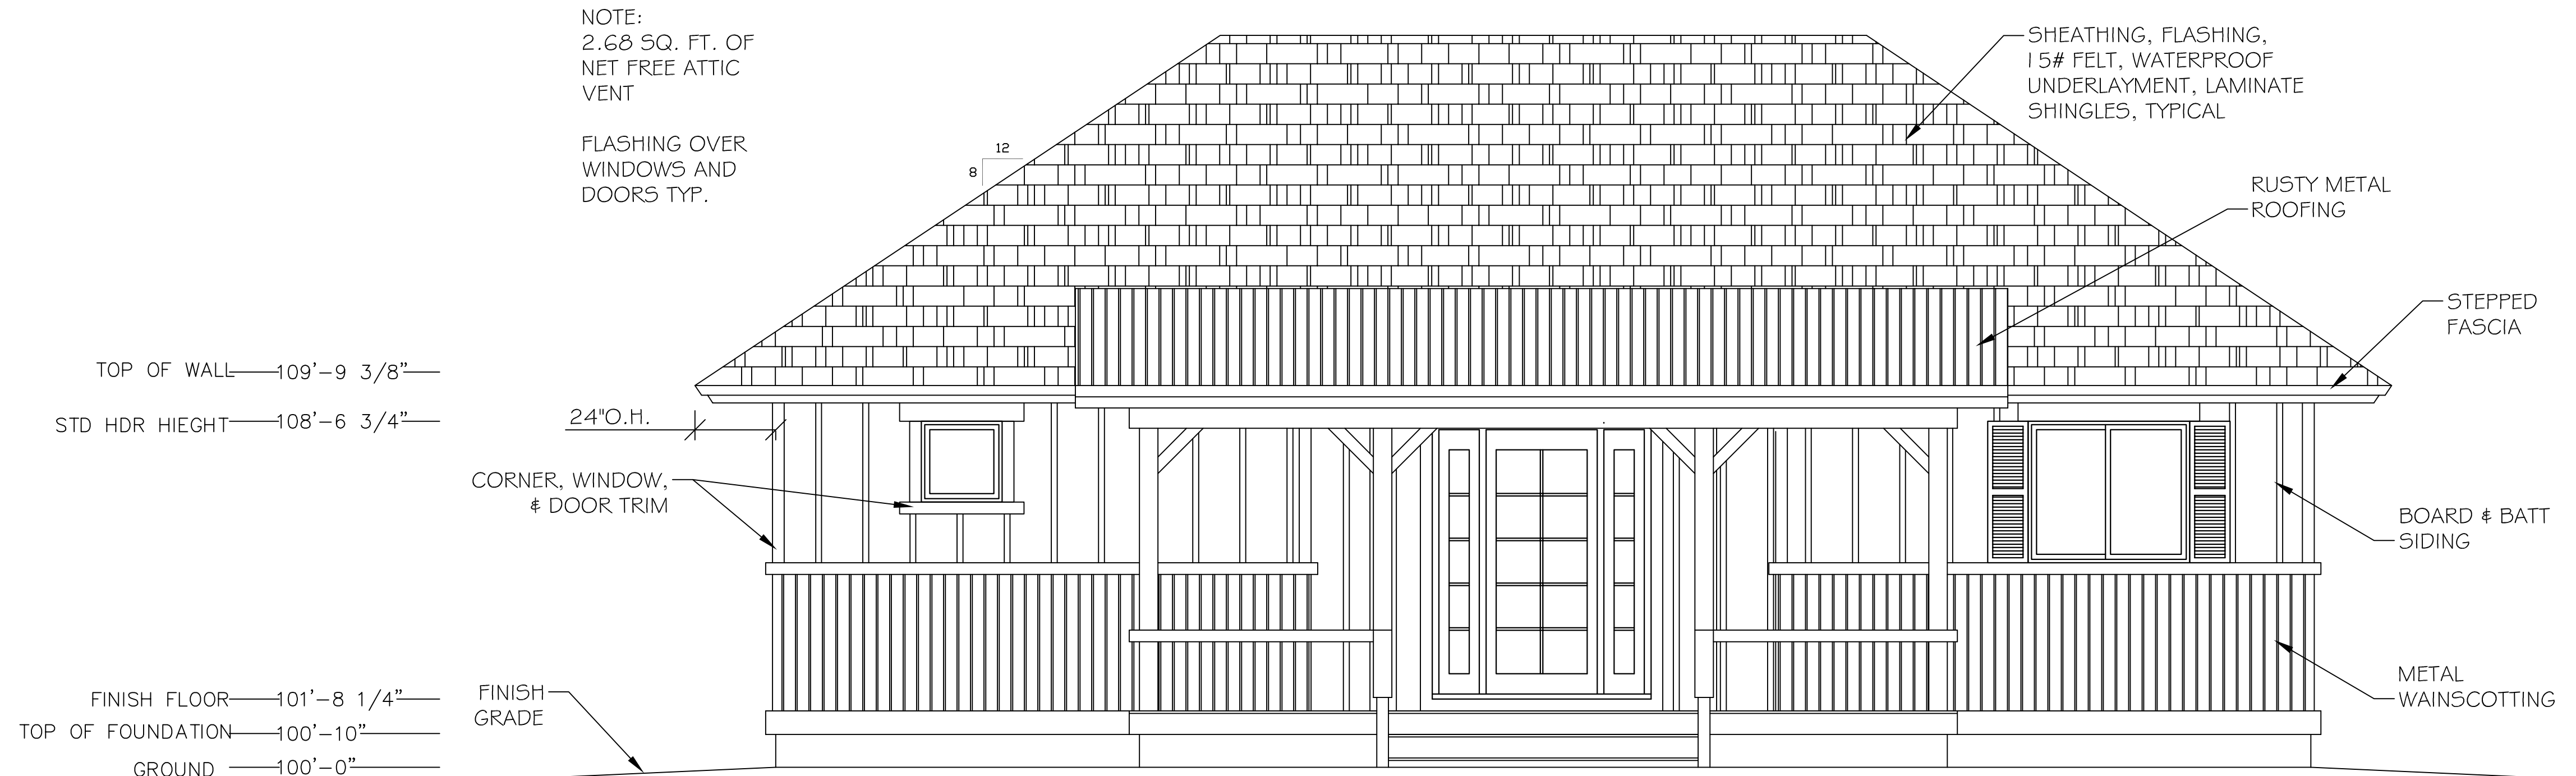 NOTE:
2.68 SQ. FT. OF
NET FREE ATTIC
VENT
FLASHING OVER
WINDOWS AND
DOORS TYP.
12
8
SHEATHING, FLASHING,
15# FELT, WATERPROOF
UNDERLAYMENT, LAMINATE
SHINGLES, TYPICAL
RUSTY METAL
ROOFING
STEPPED
FASCIA
TOP OF WALL 109'-9 3/8"
STD HDR HIEGHT 108'-6 3/4"
24"O.H.
CORNER, WINDOW,
& DOOR TRIM
BOARD & BATT
SIDING
METAL
WAINSCOTTING
FINISH FLOOR 101'-8 1/4"
TOP OF FOUNDATION 100'-10"
GROUND 100'-0"
FINISH
GRADE